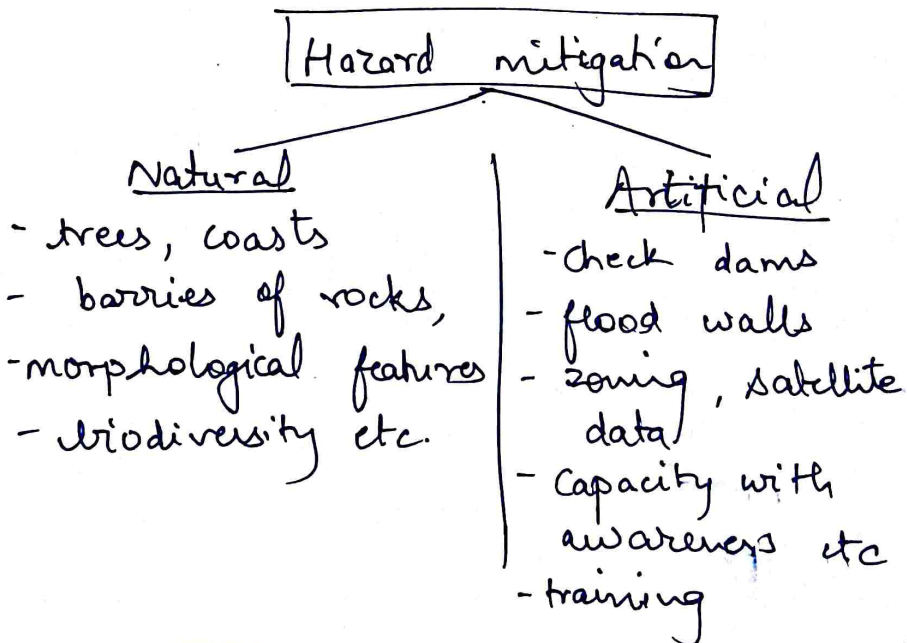 Hazard mitigation
Natural
- trees, coasts
- barries of rocks,
- morphological features
- biodiversity etc.
Artificial
- Check dams
- flood walls
- zoning, satellite
data
- Capacity with
awareness etc
- training